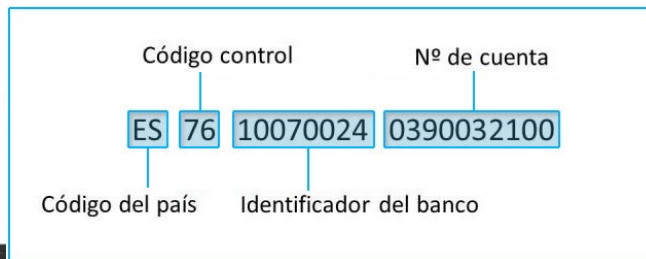 Código control
Nº de cuenta
ES 76 10070024 0390032100
Código del país
Identificador del banco